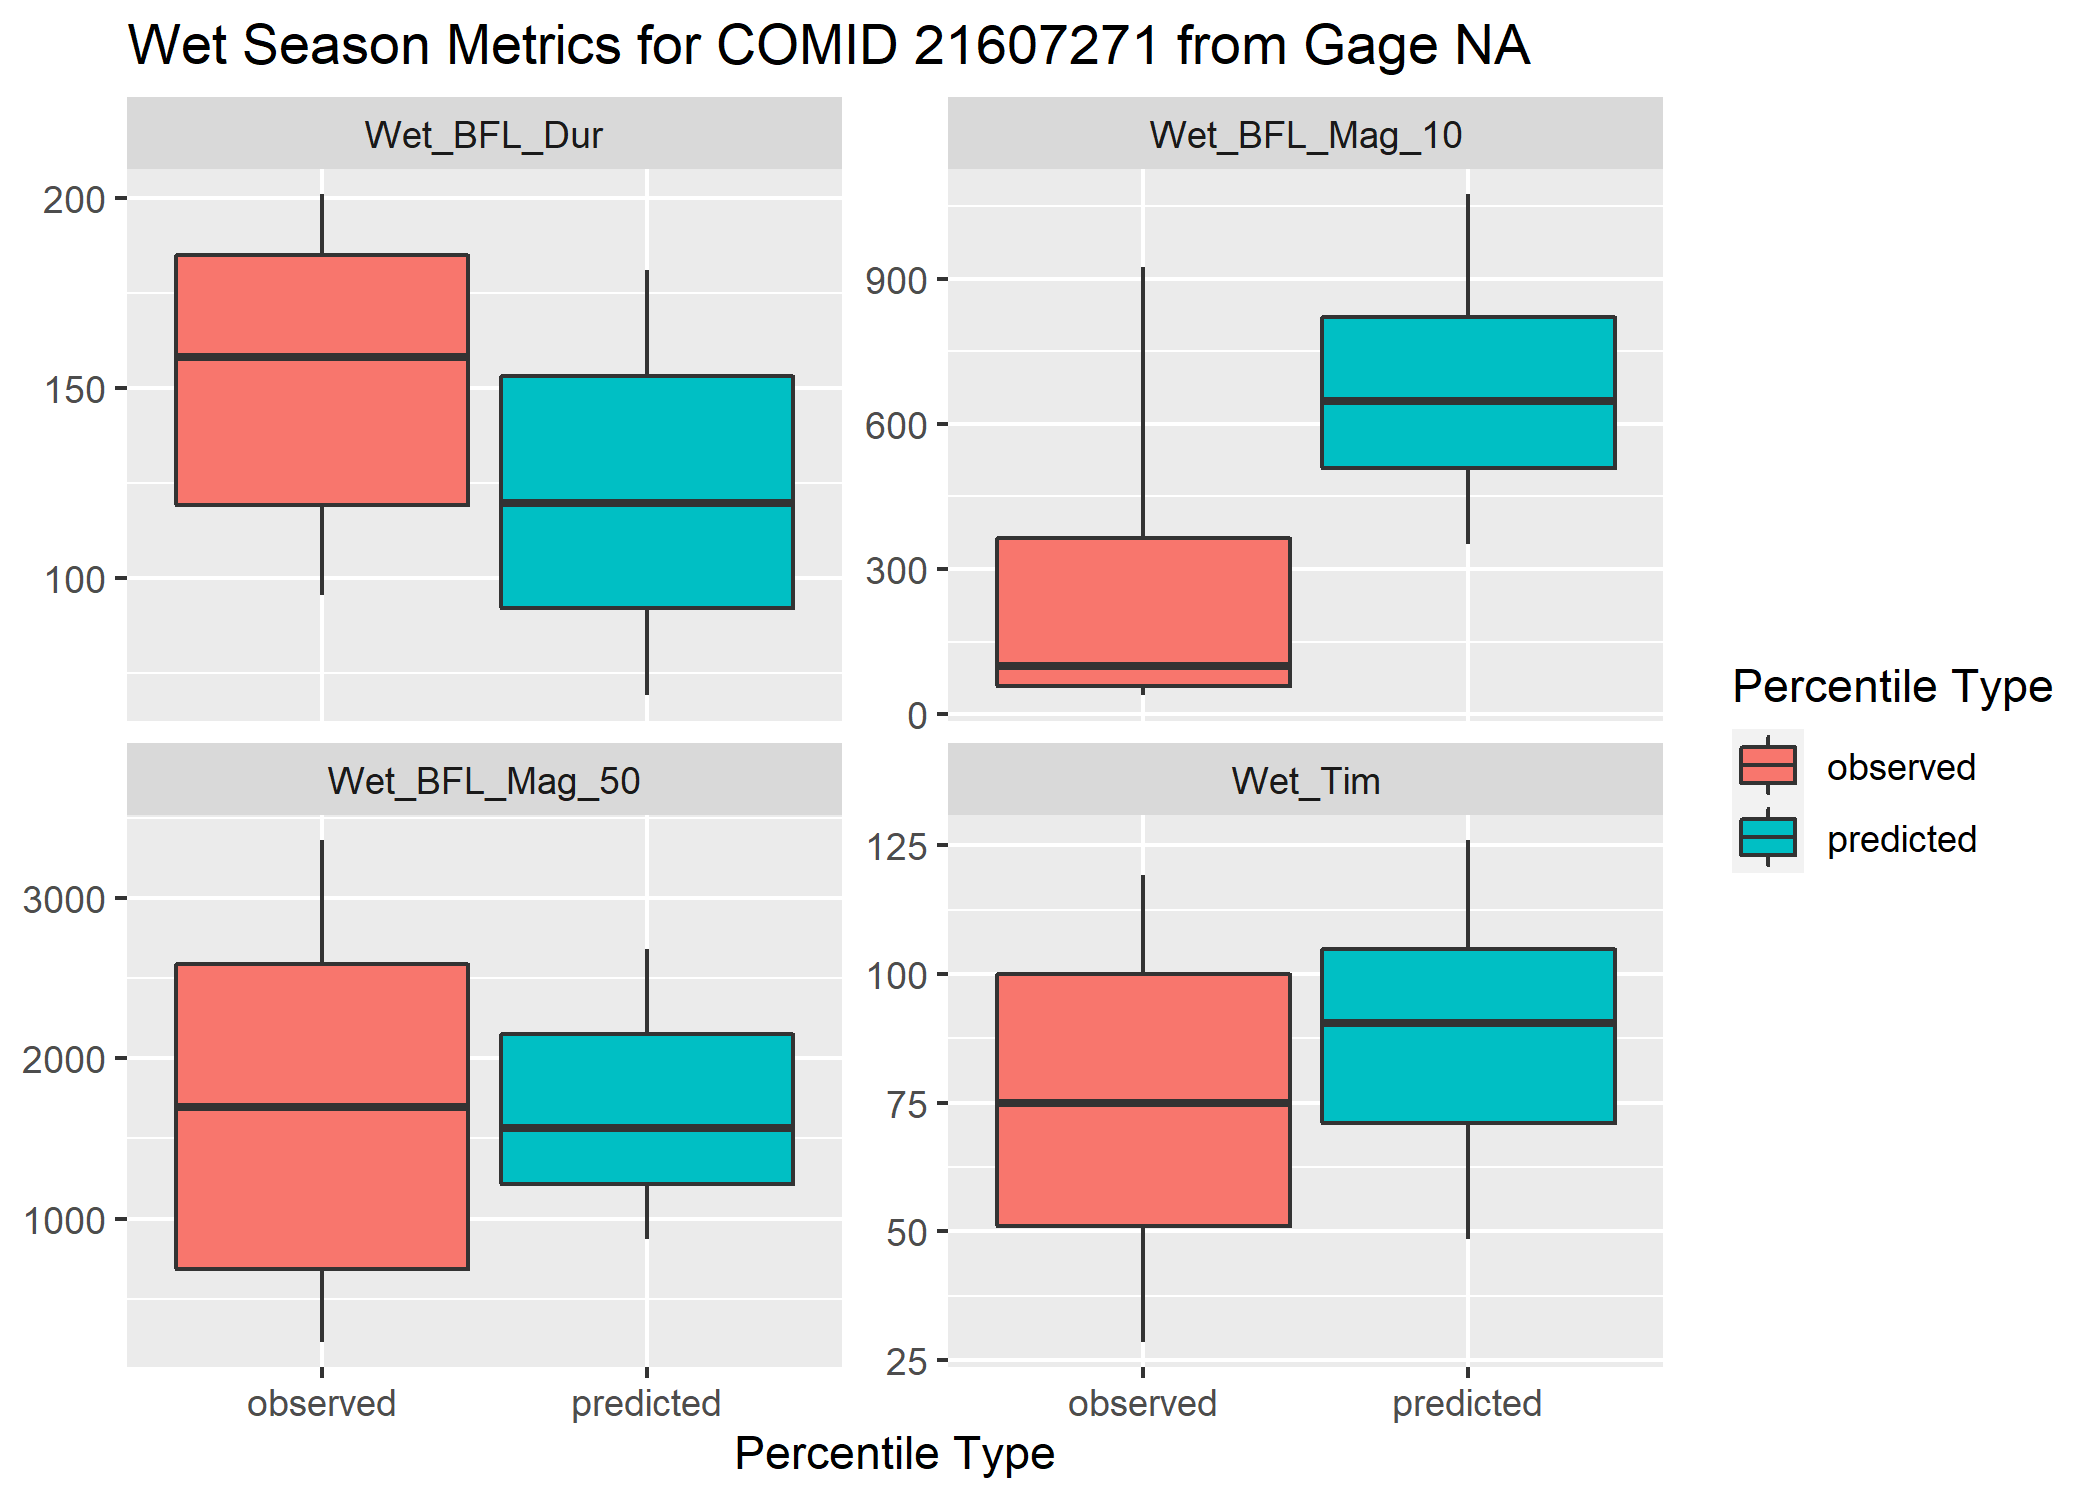 Wet Season Metrics for COMID 21607271 from Gage NA
Wet_BFL_Dur
Wet_BFL_Mag_10
200
150
100
900
600
300
0
Wet_BFL_Mag_50
Wet_Tim
3000
2000
1000
125
100
75
50
25
observed
predicted
observed
predicted
Percentile Type
Percentile Type
observed
predicted